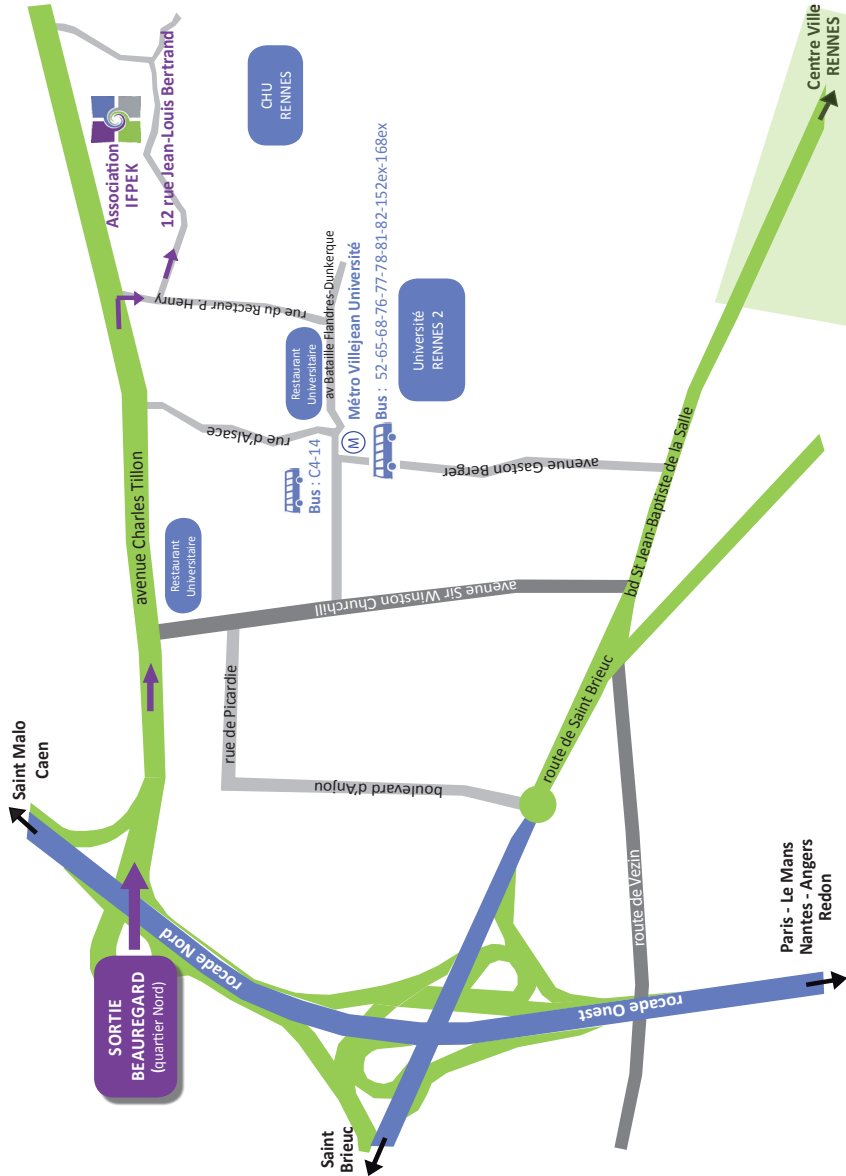 Saint Malo
Caen
SORTIE
BEAUREGARD
(quartier Nord)
rocade Nord
Saint
Brieuc
rocade Ouest
Paris - Le Mans
Nantes - Angers
Redon
route de Vezin
route de Saint Brieuc
boulevard d'Anjou
rue de Picardie
avenue Sir Winston Churchill
avenue Charles Tillon
Restaurant
Universitaire
rue d'Alsace
Bus : C4-14
Restaurant
Universitaire
av Bataille Flandres-Dunkerque
M
Métro Villejean Université
Bus : 52-65-68-76-77-78-81-82-152ex-168ex
avenue Gaston Berger
bd St Jean-Baptiste de la Salle
Université
RENNES 2
rue du Recteur P. Henry
Association
IFPEK
12 rue Jean-Louis Bertrand
CHU
RENNES
Centre Ville
RENNES